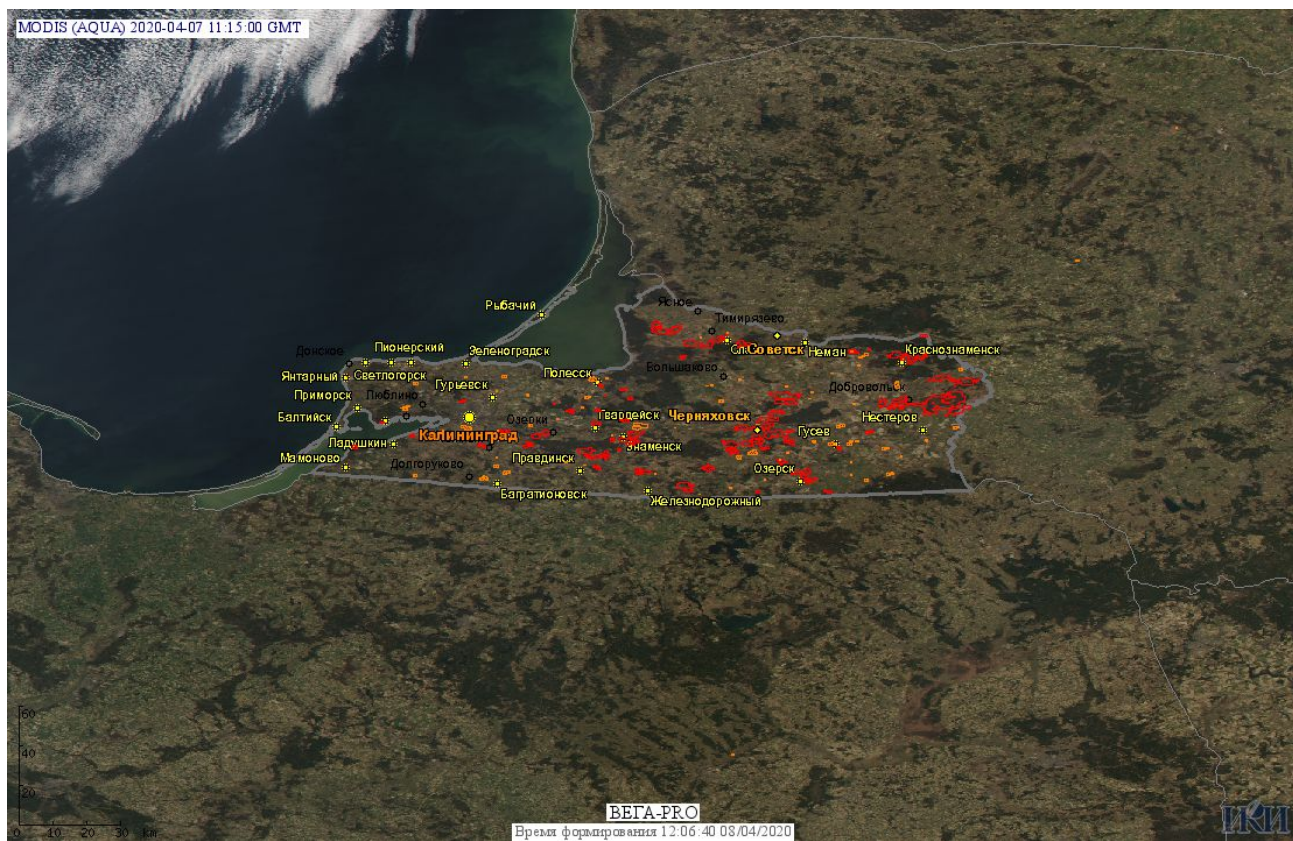 MODIS (AQUA) 2020-04-07 11:15:00 GMT
Рыбачий
Ясное
Тимирязево
Советск
Неман
Донское
Пионерский
Зеленоградск
Краснознаменск
Большаково
Янтарный
Светлогорск
Полесск
Добровольск
Гурьевск
Приморск
Люблино
Балтийск
Озерки
Гвардейск
Черняховск
Нестеров
Калининград
Гусев
Ладушкин
Знаменск
Мамоново
Долгоруково
Правдинск
Озерск
Багратионовск
Железнодорожный
60
40
20
0 10 20 30 км
ВЕГА-PRO
Время формирования 12:06:40 08/04/2020
ИКИ